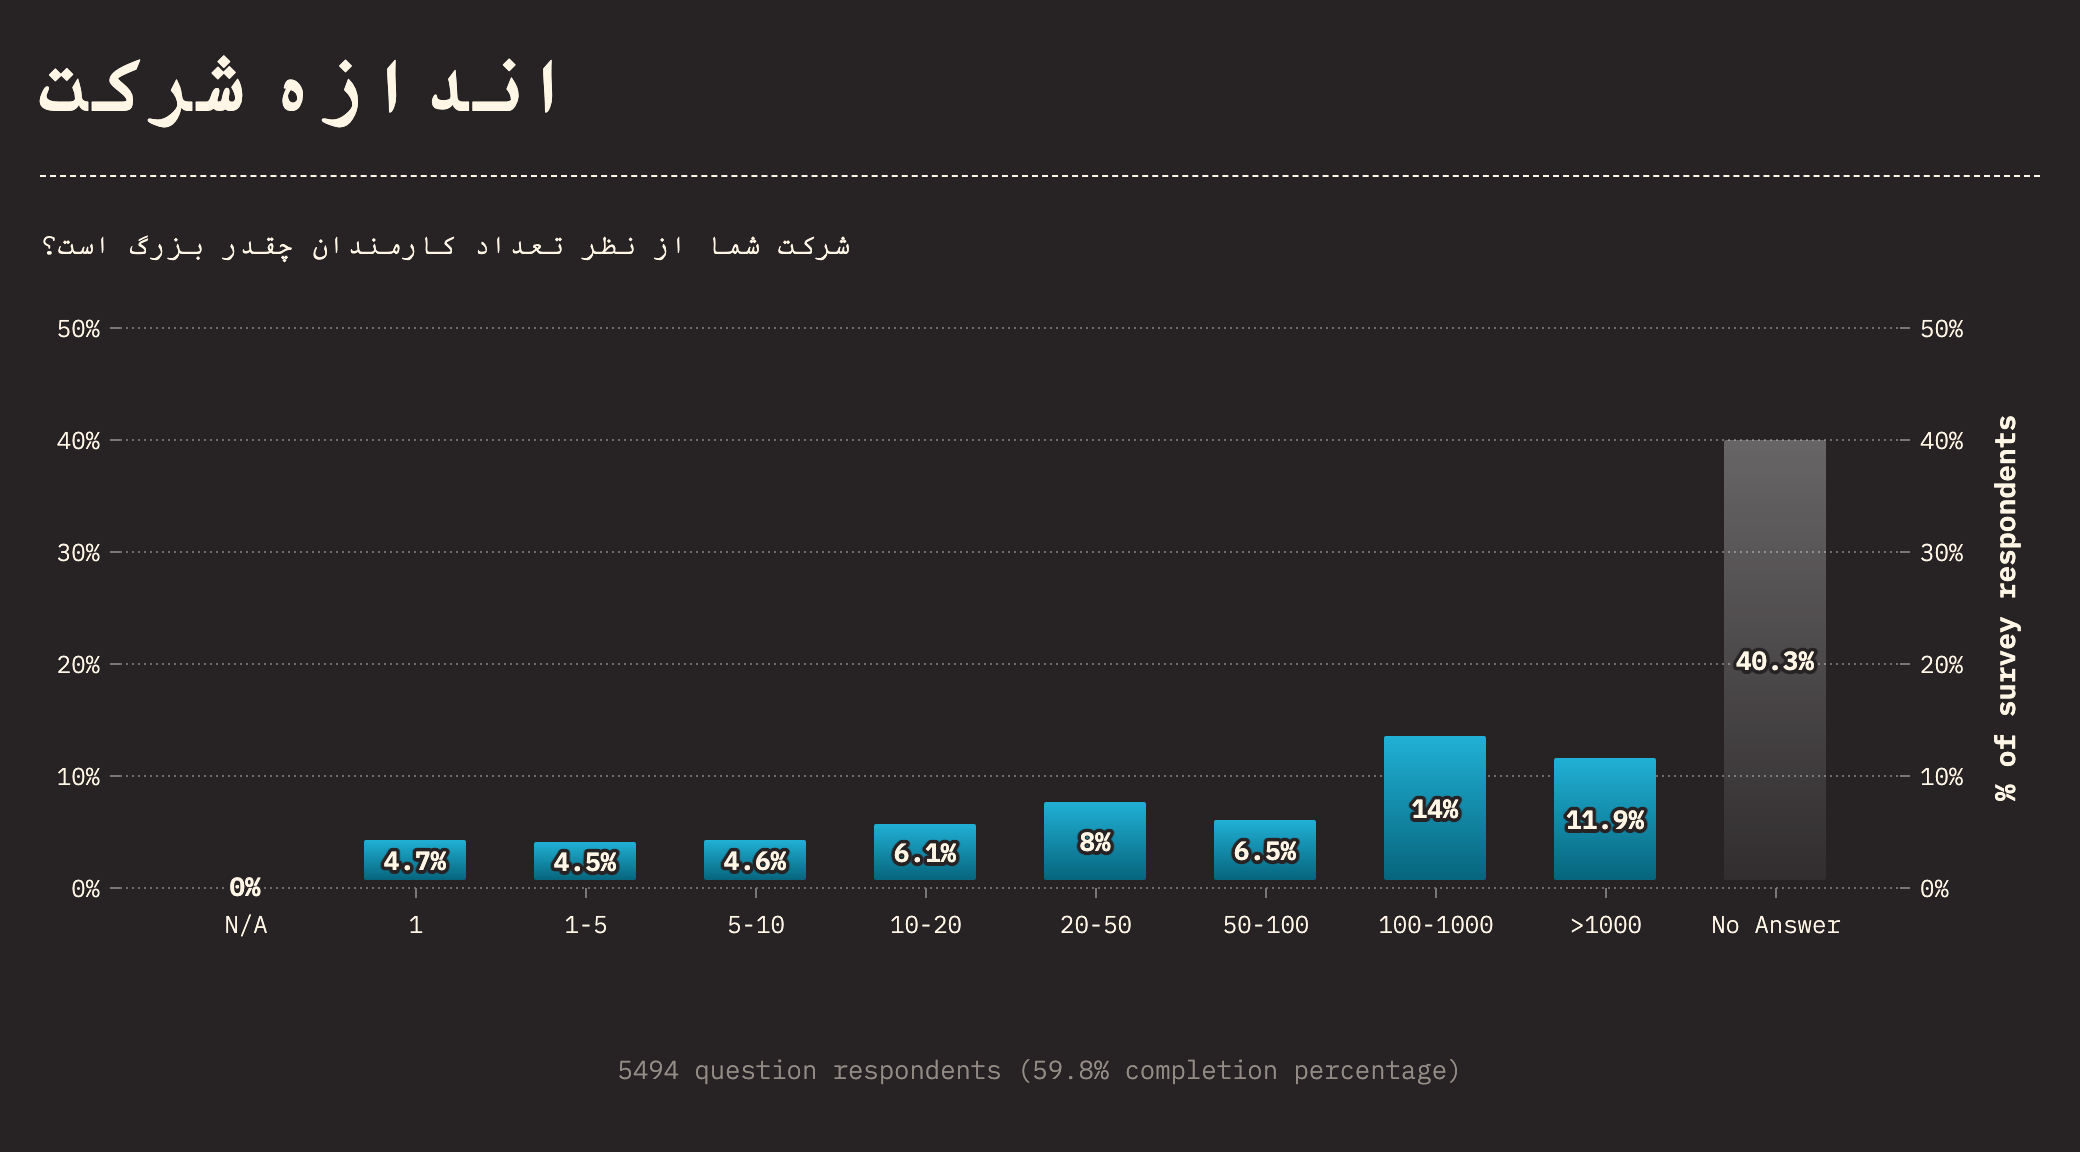 اندازه شرکت
شرکت شما از نظر تعداد کارمندان چقدر بزرگ است؟
50% 50%
40% 40%
30% 30%
20% 20%
10% 10%
0% 0%
% of survey respondents
0% 4.7% 4.5% 4.6% 6.1% 8% 6.5% 14% 11.9% 40.3%
N/A 1 1-5 5-10 10-20 20-50 50-100 100-1000 >1000 No Answer
5494 question respondents (59.8% completion percentage)